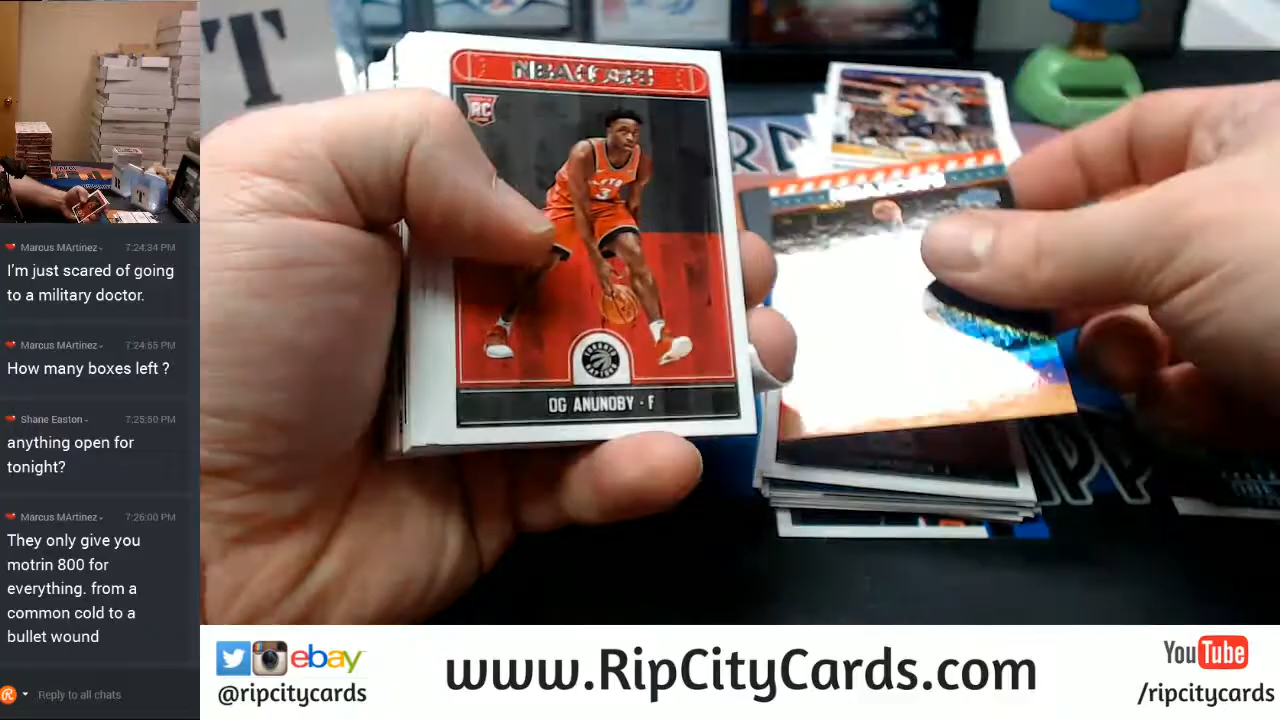 Marcus MArtinez 7:24:34 PM
I'm just scared of going
to a military doctor.
Marcus MArtinez 7:24:55 PM
How many boxes left ?
Shane Easton 7:25:50 PM
anything open for
tonight?
Marcus MArtinez 7:26:00 PM
They only give you
motrin 800 for
everything. from a
common cold to a
bullet wound
Reply to all chats
RC
OG ANUNOBY · F
ebay
@ripcitycards
www.RipCityCards.com
YouTube
/ripcitycards